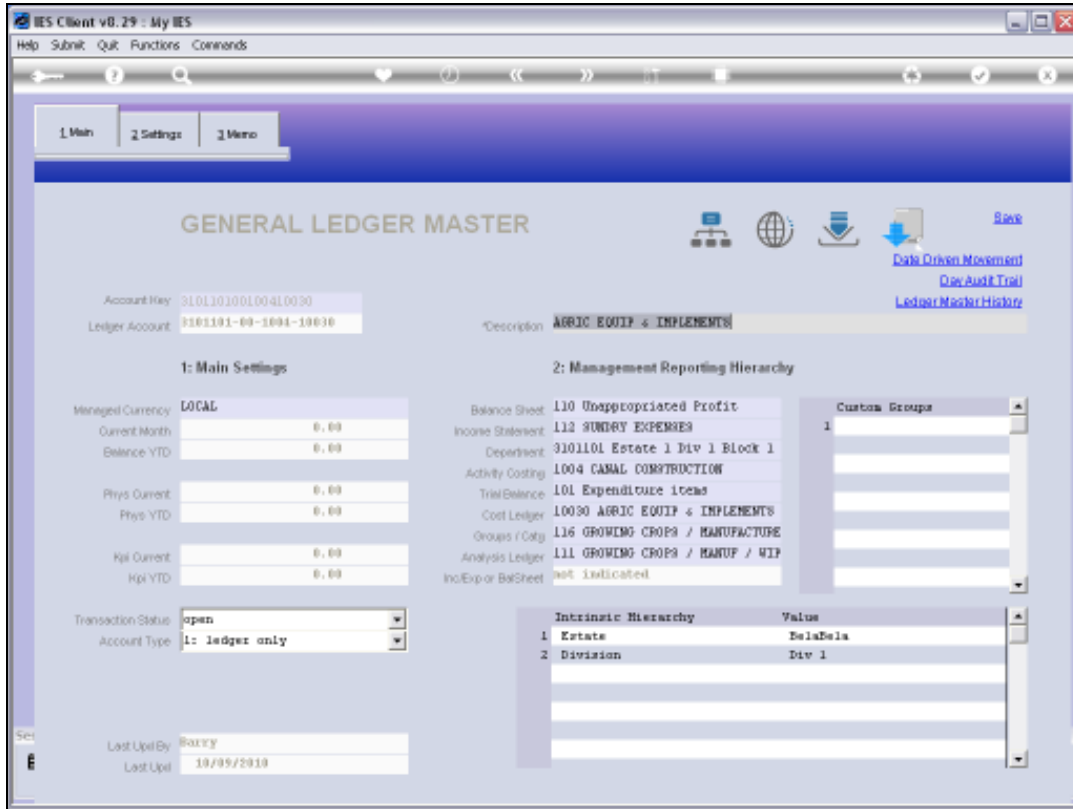 IES Client v8.29 : My IES
Help Submit Quit Functions Commands
1 Main
2 Settings
3 Memo
GENERAL LEDGER MASTER
Save
Date Driven Movement
Day Audit Trail
Ledger Master History
Account Key 310110100100410030
Ledger Account 3101101-00-1004-10030
*Description AGRIC EQUIP & IMPLEMENTS
1: Main Settings
2: Management Reporting Hierarchy
Managed Currency LOCAL
Current Month 0.00
Balance YTD 0.00
Phys Current 0.00
Phys YTD 0.00
Kpi Current 0.00
Kpi YTD 0.00
Balance Sheet 110 Unappropriated Profit
Income Statement 112 SUNDRY EXPENSES
Department 3101101 Estate 1 Div 1 Block 1
Activity Costing 1004 CANAL CONSTRUCTION
Trial Balance 101 Expenditure items
Cost Ledger 10030 AGRIC EQUIP & IMPLEMENTS
Groups / Catg 116 GROWING CROPS / MANUFACTURE
Analysis Ledger 111 GROWING CROPS / MANUF / WIP
Inc/Exp or BalSheet not indicated
Custom Groups
1
Transaction Status open
Account Type 1: ledger only
Intrinsic Hierarchy Value
1 Estate BelaBela
2 Division Div 1
Last Upd By Barry
Last Upd 10/09/2010